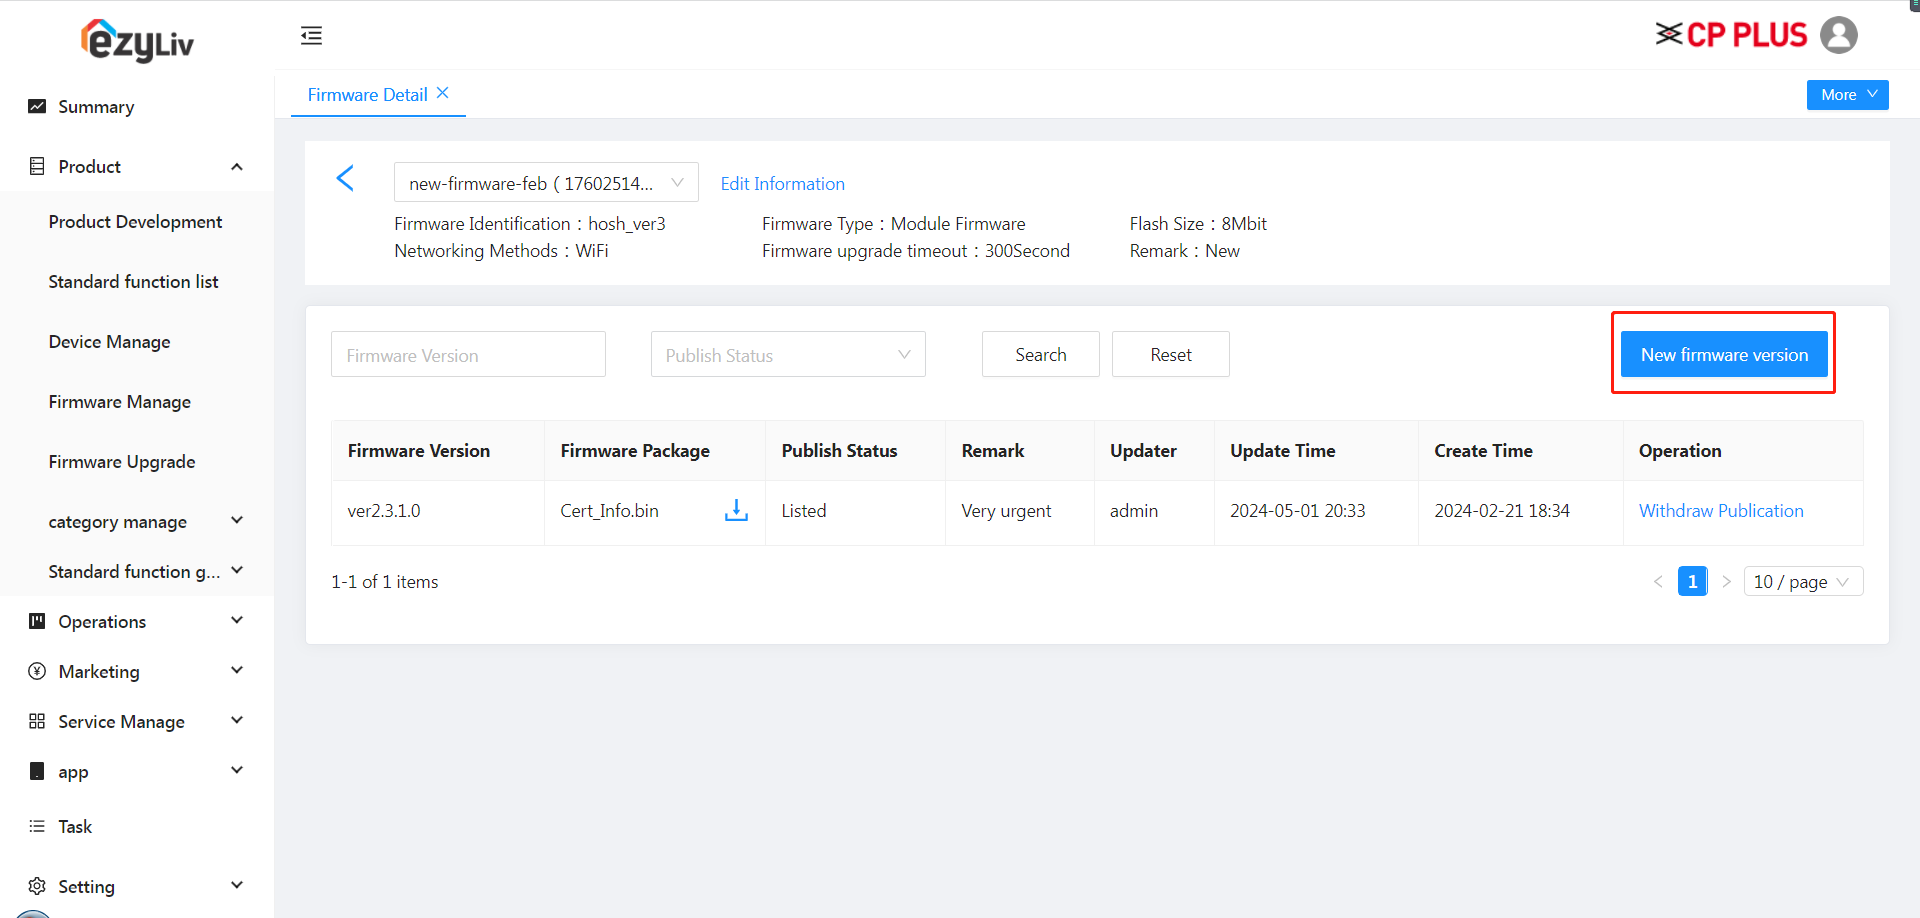 ezyLiv
CP PLUS
Summary
Product
Product Development
Standard function list
Device Manage
Firmware Manage
Firmware Upgrade
category manage
Standard function g...
Operations
Marketing
Service Manage
app
Task
Setting
Firmware Detail
More
new-firmware-feb ( 17602514...
Edit Information
Firmware Identification : hosh_ver3
Firmware Type : Module Firmware
Flash Size : 8Mbit
Networking Methods : WiFi
Firmware upgrade timeout : 300Second
Remark : New
Firmware Version
Publish Status
Search
Reset
New firmware version
Firmware Version Firmware Package Publish Status Remark Updater Update Time Create Time Operation
ver2.3.1.0 Cert_Info.bin Listed Very urgent admin 2024-05-01 20:33 2024-02-21 18:34 Withdraw Publication
1-1 of 1 items
< 1 > 10 / page